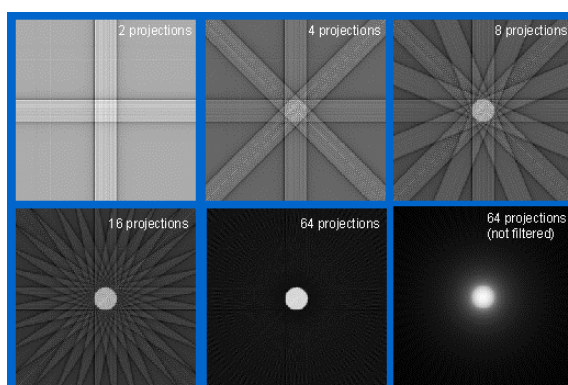 2 projections
4 projections
8 projections
16 projections
64 projections
64 projections
(not filtered)